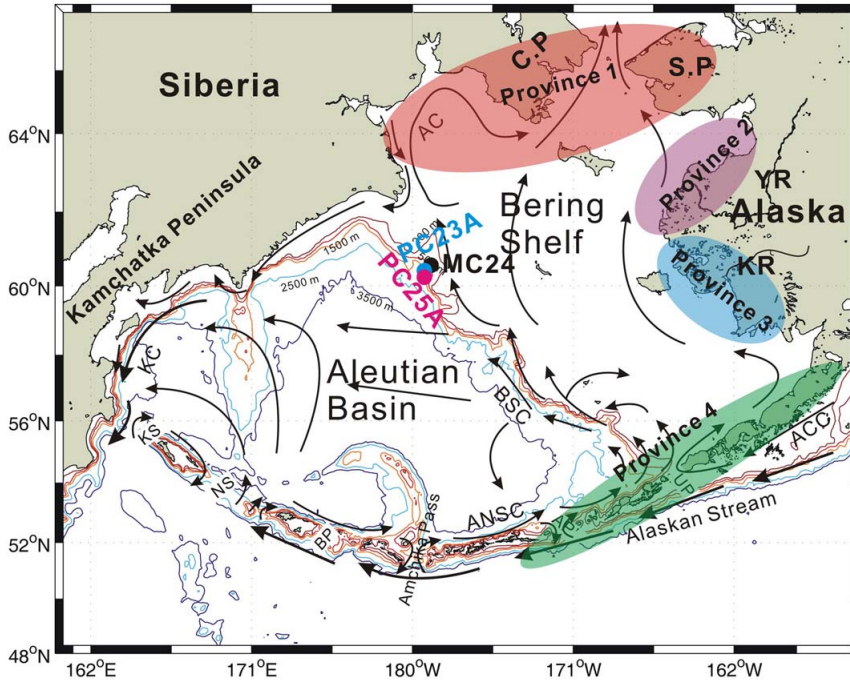 C.P
Province 1
S.P
Siberia
64°N
AC
Province 2
YR
Alaska
Kamchatka Peninsula
Bering
Shelf
PC23A
MC24
PC25A
1500 m
2500 m
3500 m
60°N
KR
Province 3
KC
Aleutian
Basin
BSC
56°N
KS
Province 4
ACC
NS
UP
BP
Amchitka Pass
ANSC
Alaskan Stream
52°N
48°N
162°E
171°E
180°W
171°W
162°W